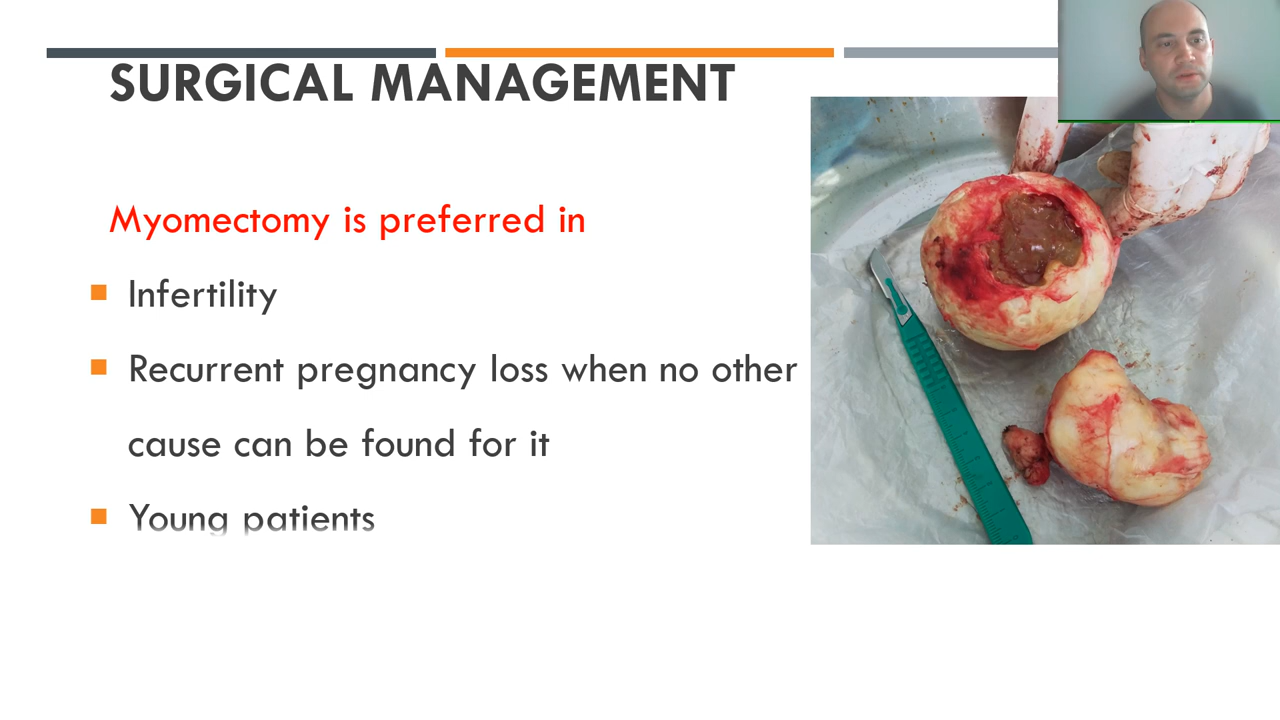 SURGICAL MANAGEMENT
Myomectomy is preferred in
Infertility
Recurrent pregnancy loss when no other
cause can be found for it
Young patients